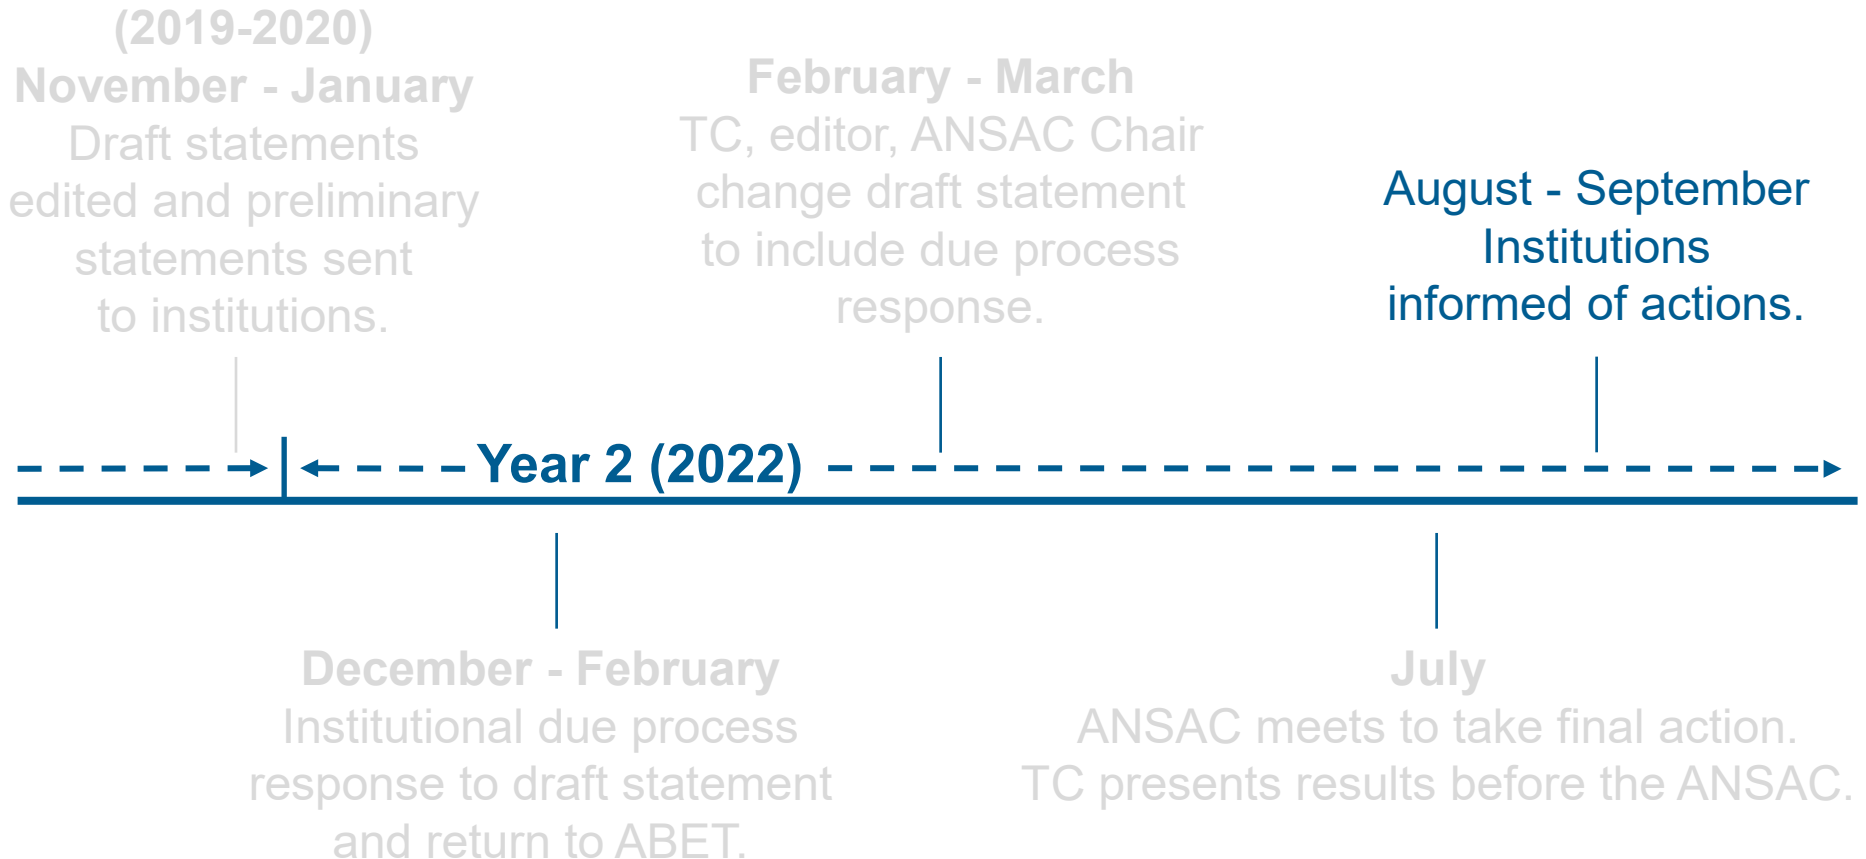 (2019-2020)
November - January
Draft statements
edited and preliminary
statements sent
to institutions.
February - March
TC, editor, ANSAC Chair
change draft statement
to include due process
response.
August - September
Institutions
informed of actions.
Year 2 (2022)
December - February
Institutional due process
response to draft statement
and return to ABET.
July
ANSAC meets to take final action.
TC presents results before the ANSAC.